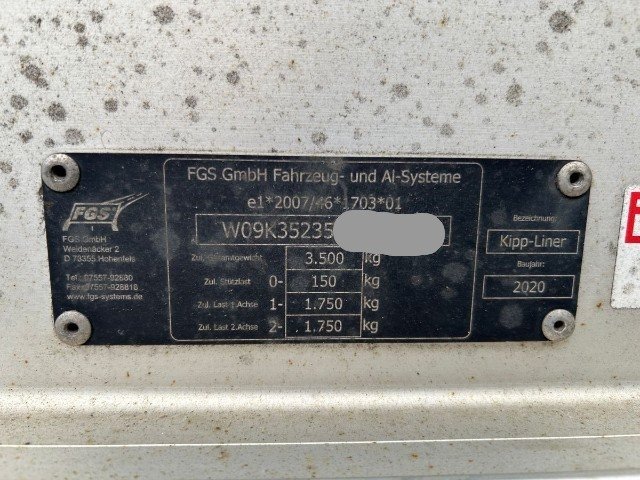 FGS
FGS GmbH
Weidenäcker 2
D 78355 Hohenfels
Tel.: 07557-92880
Fax: 07557-928818
www.fgs-systems.de
FGS GmbH Fahrzeug- und Al-Systeme
e1*2007/46*1703*01
W09K35235
Zul. Gesamtgewicht 3.500 kg
Zul. Stützlast 0- 150 kg
Zul. Last 1.Achse 1- 1.750 kg
Zul. Last 2.Achse 2- 1.750 kg
Bezeichnung:
Kipp-Liner
Baujahr:
2020